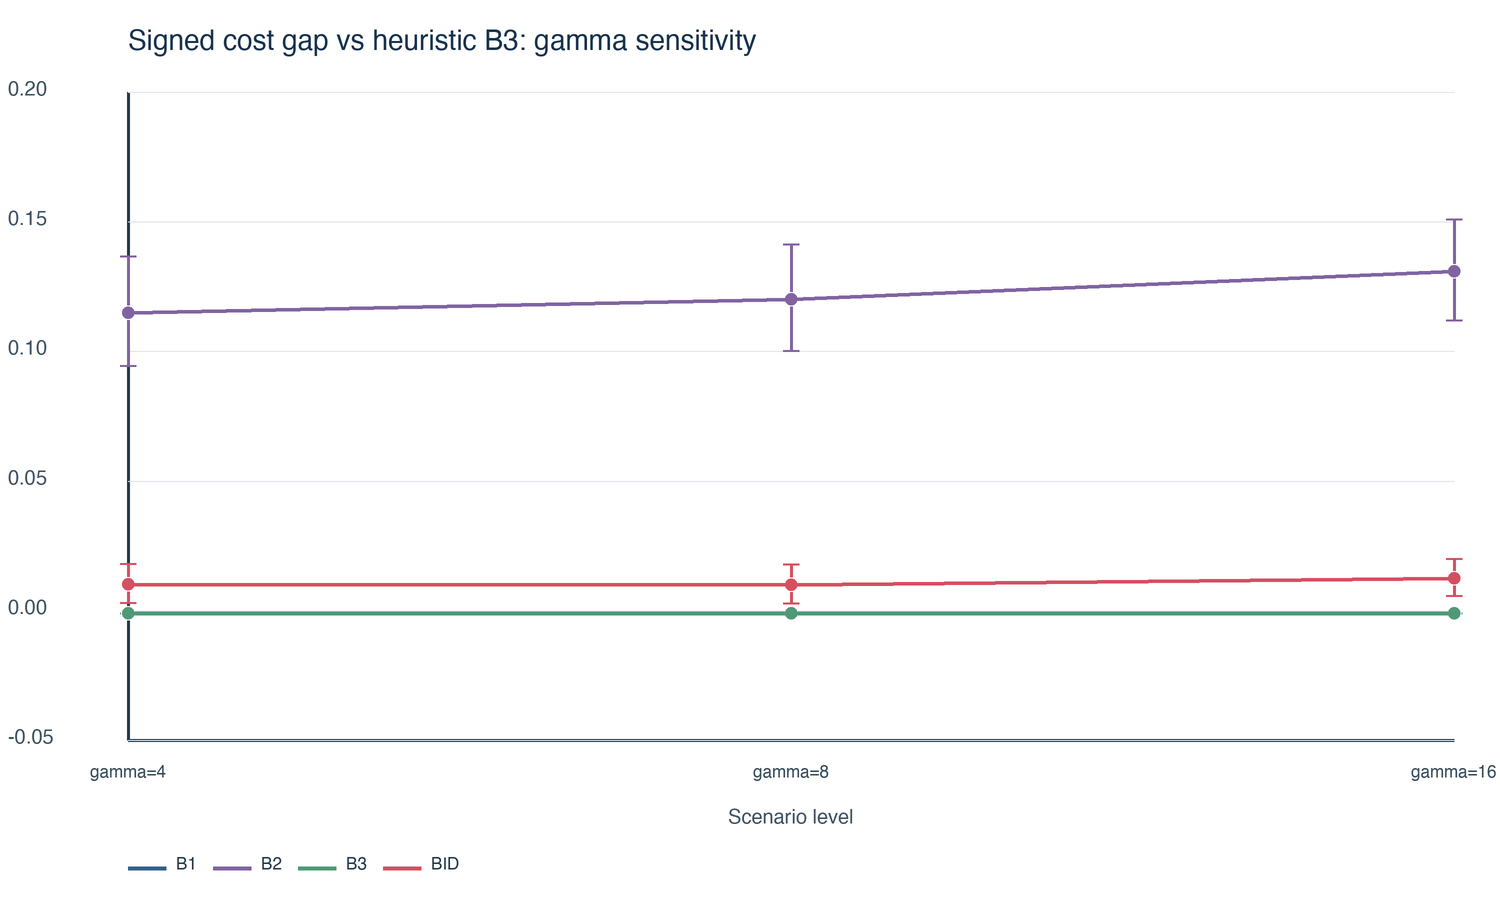 Signed cost gap vs heuristic B3: gamma sensitivity
0.20
0.15
0.10
0.05
0.00
-0.05
gamma=4 gamma=8 gamma=16
Scenario level
B1 B2 B3 BID